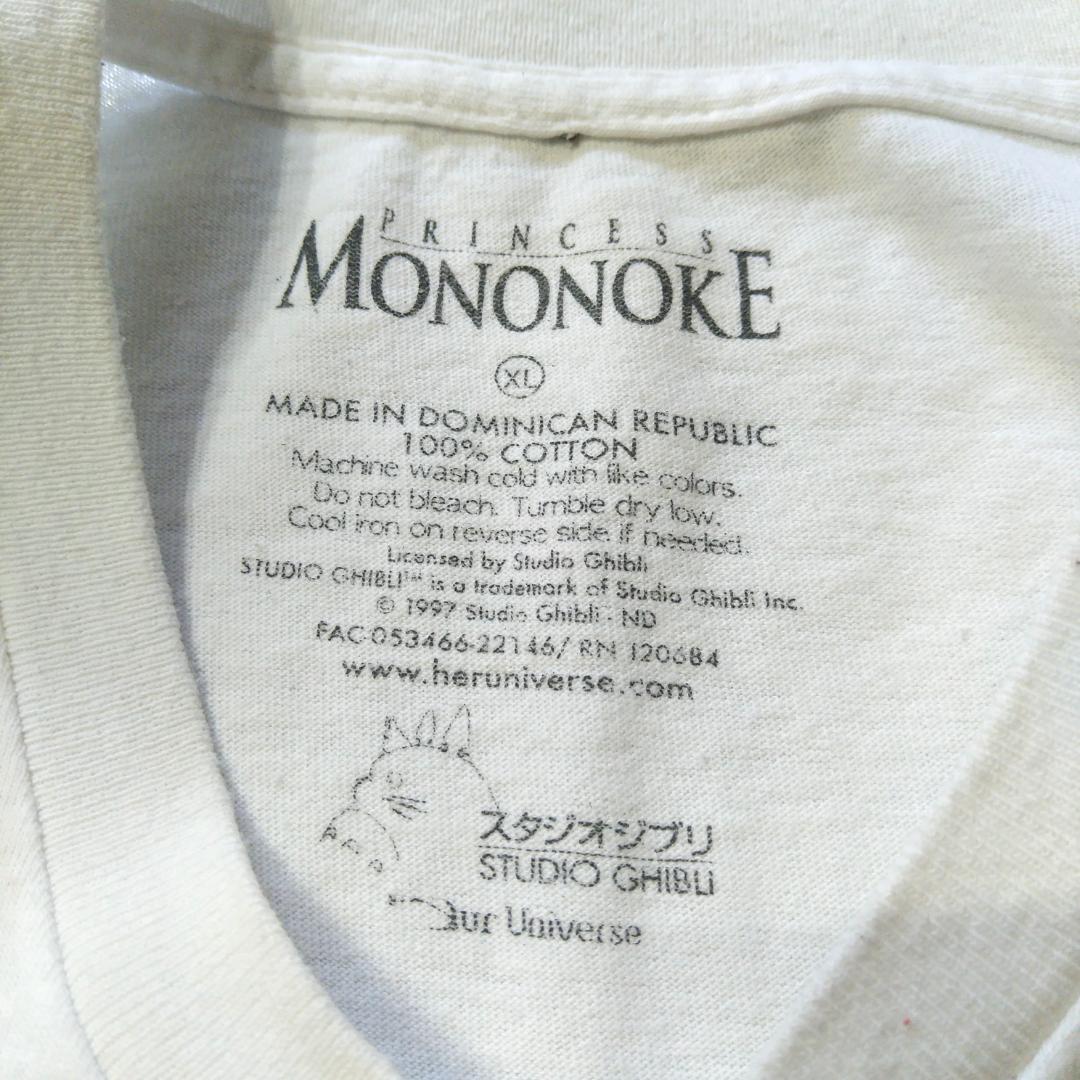 PRINCESS
MONONOKE
XL
MADE IN DOMINICAN REPUBLIC
100% COTTON
Machine wash cold with like colors.
Do not bleach. Tumble dry low.
Cool iron on reverse side if needed.
Licensed by Studio Ghibli
STUDIO GHIBLI™ is a trademark of Studio Ghibli Inc.
© 1997 Studio Ghibli - ND
FAC-053466-22146/ RN 120684
www.heruniverse.com
スタジオジブリ
STUDIO GHIBLI
Our Universe